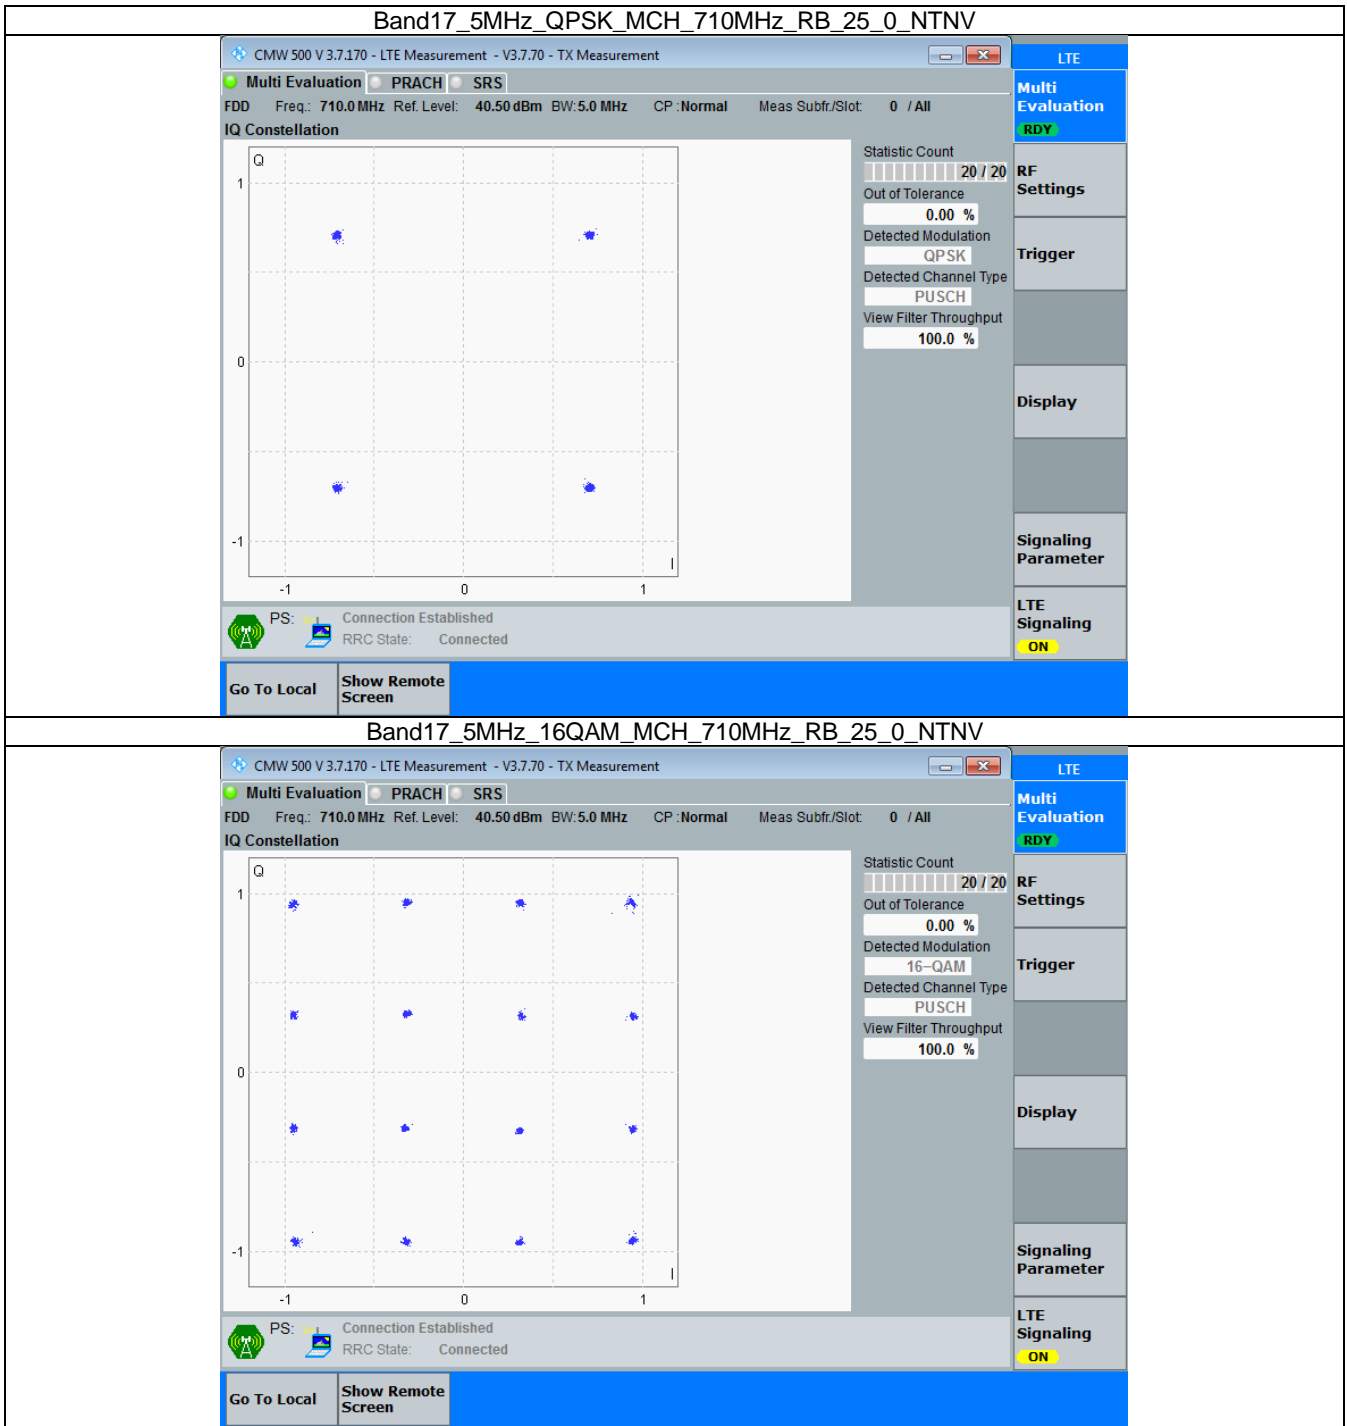 Band17_5MHz_QPSK_MCH_710MHz_RB_25_0_NTNV
CMW 500 V 3.7.170 - LTE Measurement - V3.7.70 - TX Measurement
LTE
Multi Evaluation PRACH SRS
FDD Freq.: 710.0 MHz Ref. Level: 40.50 dBm BW: 5.0 MHz CP : Normal Meas Subfr./Slot: 0 / All
IQ Constellation
Q
1
0
-1
I
-1 0 1
Statistic Count
20 / 20
Out of Tolerance
0.00 %
Detected Modulation
QPSK
Detected Channel Type
PUSCH
View Filter Throughput
100.0 %
Multi
Evaluation
RDY
RF
Settings
Trigger
Display
Signaling
Parameter
LTE
Signaling
ON
PS: Connection Established
RRC State: Connected
Go To Local
Show Remote
Screen
Band17_5MHz_16QAM_MCH_710MHz_RB_25_0_NTNV
CMW 500 V 3.7.170 - LTE Measurement - V3.7.70 - TX Measurement
LTE
Multi Evaluation PRACH SRS
FDD Freq.: 710.0 MHz Ref. Level: 40.50 dBm BW: 5.0 MHz CP : Normal Meas Subfr./Slot: 0 / All
IQ Constellation
Q
1
0
-1
I
-1 0 1
Statistic Count
20 / 20
Out of Tolerance
0.00 %
Detected Modulation
16-QAM
Detected Channel Type
PUSCH
View Filter Throughput
100.0 %
Multi
Evaluation
RDY
RF
Settings
Trigger
Display
Signaling
Parameter
LTE
Signaling
ON
PS: Connection Established
RRC State: Connected
Go To Local
Show Remote
Screen